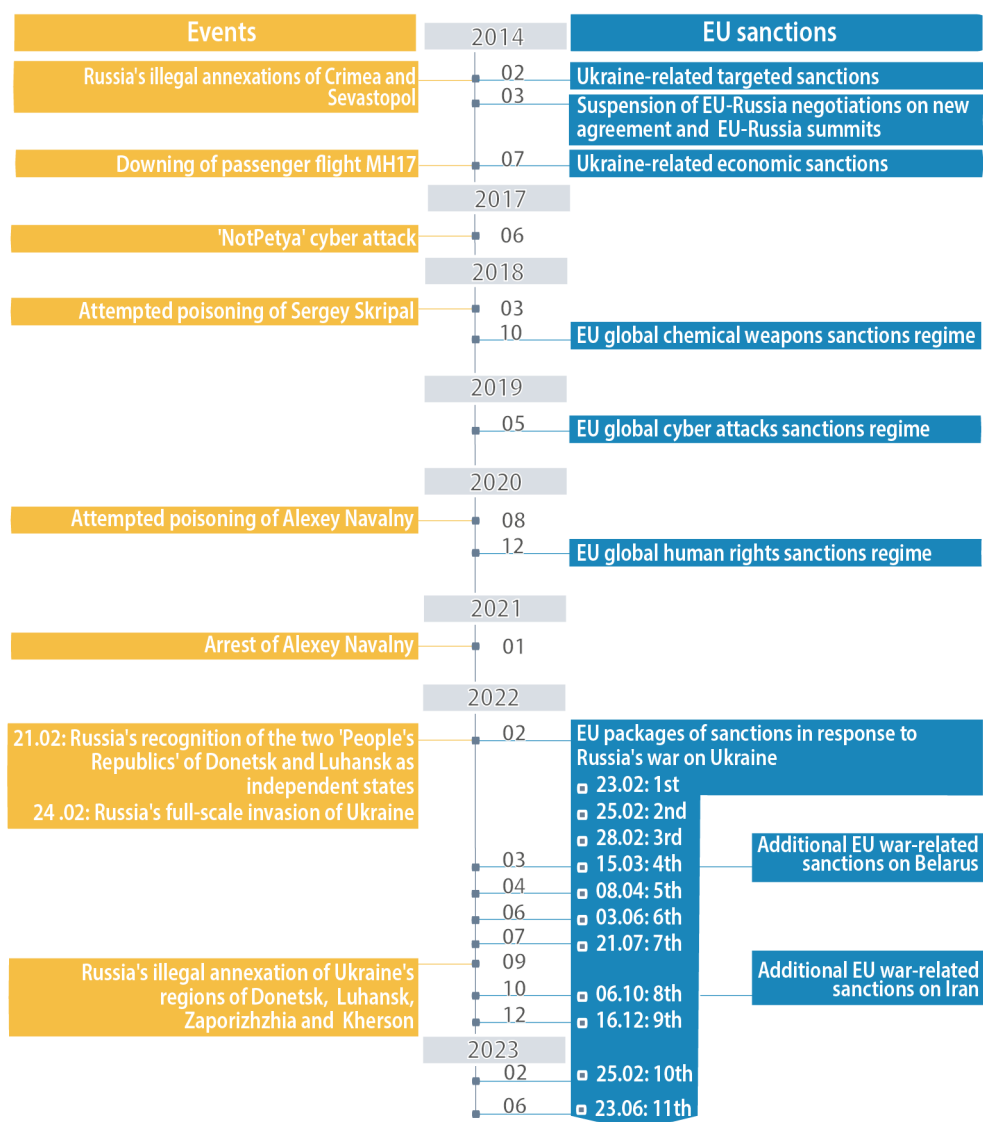 Events
2014
EU sanctions
Russia's illegal annexations of Crimea and
Sevastopol
02
Ukraine-related targeted sanctions
03
Suspension of EU-Russia negotiations on new
agreement and EU-Russia summits
Downing of passenger flight MH17
07
Ukraine-related economic sanctions
2017
'NotPetya' cyber attack
06
2018
Attempted poisoning of Sergey Skripal
03
10
EU global chemical weapons sanctions regime
2019
05
EU global cyber attacks sanctions regime
2020
Attempted poisoning of Alexey Navalny
08
12
EU global human rights sanctions regime
2021
Arrest of Alexey Navalny
01
2022
21.02: Russia's recognition of the two 'People's
Republics' of Donetsk and Luhansk as
independent states
24 .02: Russia's full-scale invasion of Ukraine
02
EU packages of sanctions in response to
Russia's war on Ukraine
23.02: 1st
25.02: 2nd
28.02: 3rd
03
15.03: 4th
Additional EU war-related
sanctions on Belarus
04
08.04: 5th
06
03.06: 6th
07
21.07: 7th
Russia's illegal annexation of Ukraine's
regions of Donetsk, Luhansk,
Zaporizhzhia and Kherson
09
10
06.10: 8th
Additional EU war-related
sanctions on Iran
12
16.12: 9th
2023
02
25.02: 10th
06
23.06: 11th